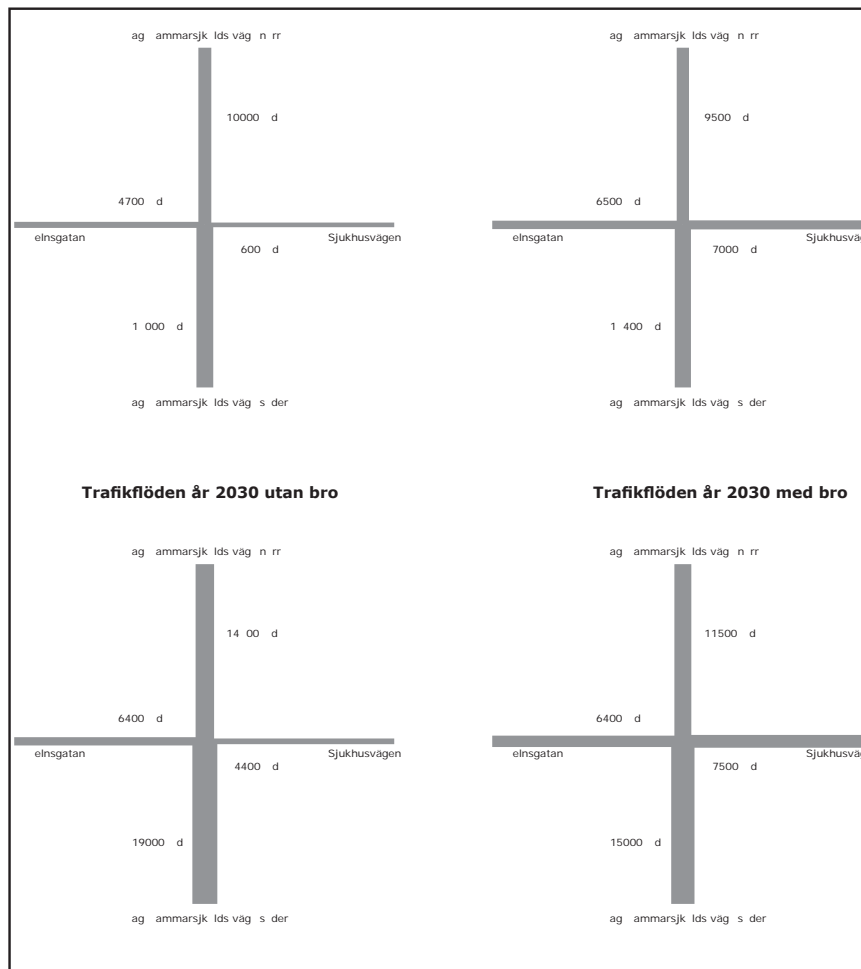 ag ammarsjk lds väg n rr
10000 d
4700 d
elnsgatan
Sjukhusvägen
600 d
1 000 d
ag ammarsjk lds väg s der
ag ammarsjk lds väg n rr
9500 d
6500 d
elnsgatan
Sjukhusväg
7000 d
1 400 d
ag ammarsjk lds väg s der
Trafikflöden år 2030 utan bro
ag ammarsjk lds väg n rr
14 00 d
6400 d
elnsgatan
Sjukhusvägen
4400 d
19000 d
ag ammarsjk lds väg s der
Trafikflöden år 2030 med bro
ag ammarsjk lds väg n rr
11500 d
6400 d
elnsgatan
Sjukhusväg
7500 d
15000 d
ag ammarsjk lds väg s der